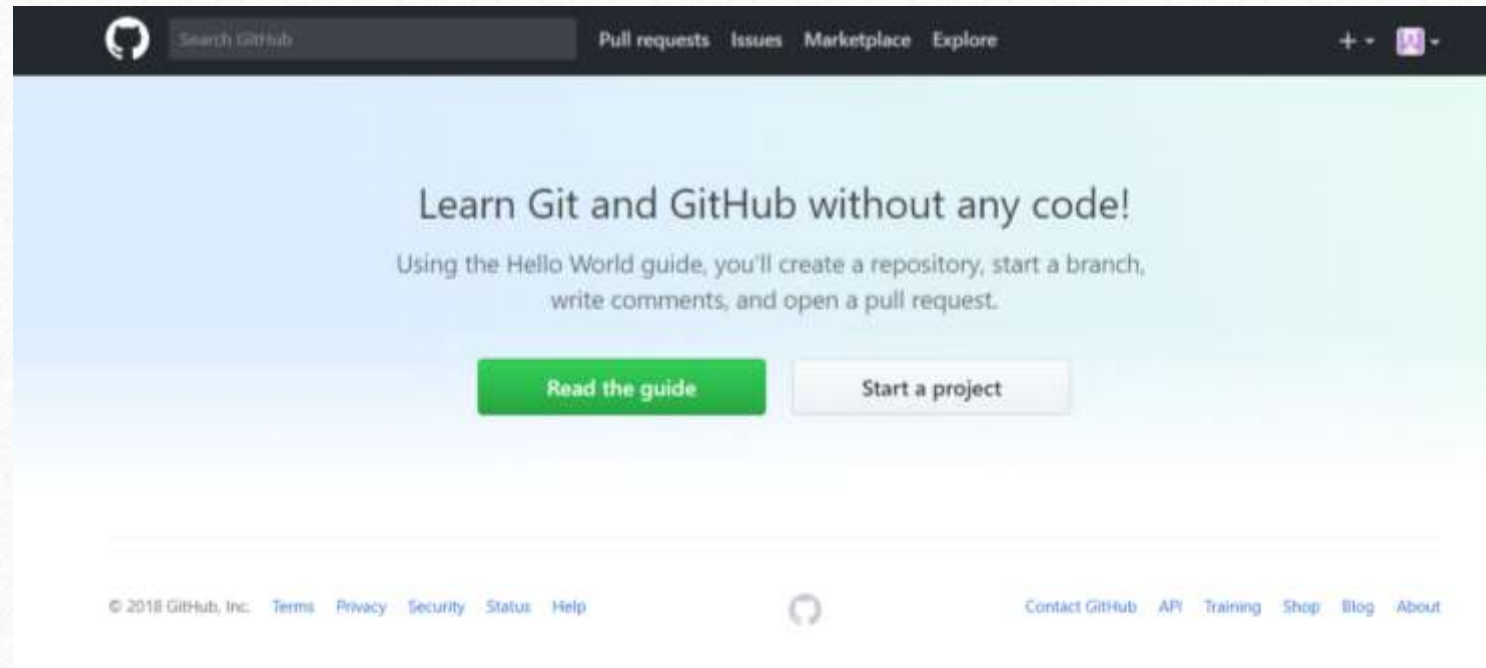 Search GitHub Pull requests Issues Marketplace Explore
Learn Git and GitHub without any code!
Using the Hello World guide, you'll create a repository, start a branch,
write comments, and open a pull request.
Read the guide Start a project
© 2018 GitHub, Inc. Terms Privacy Security Status Help Contact GitHub API Training Shop Blog About